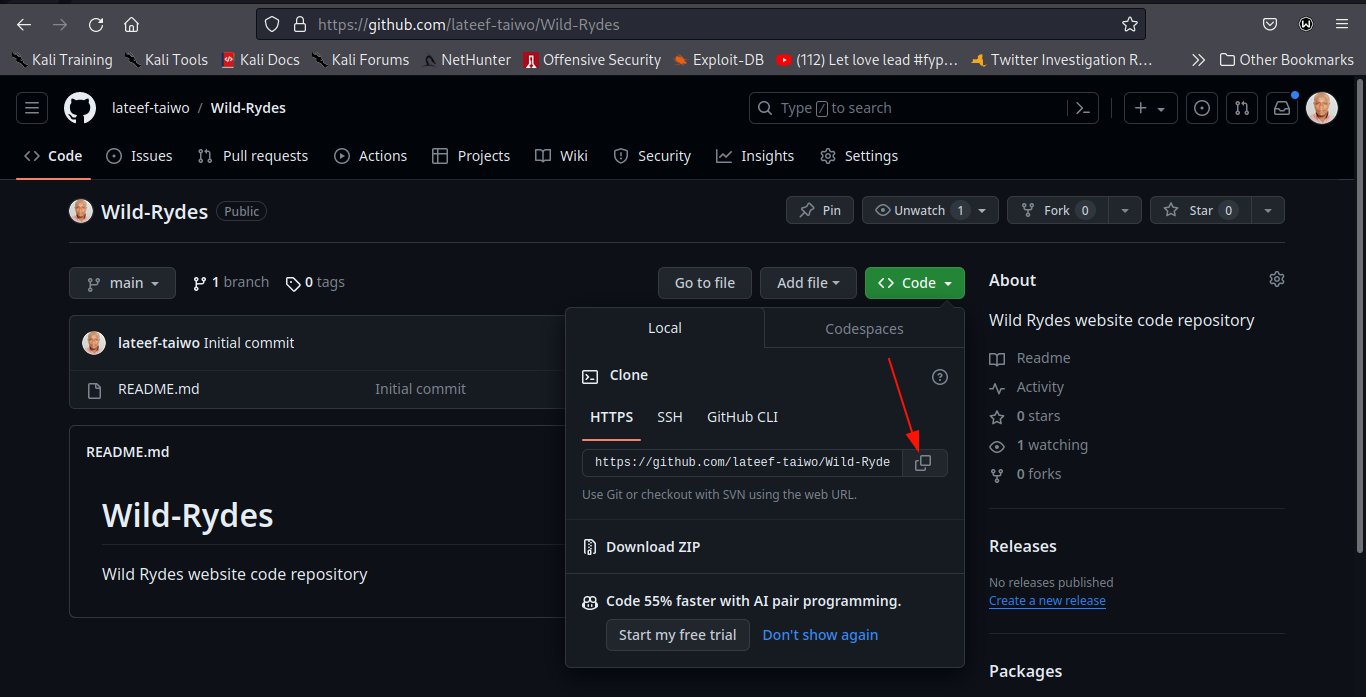 https://github.com/lateef-taiwo/Wild-Rydes
Kali Training Kali Tools Kali Docs Kali Forums NetHunter Offensive Security Exploit-DB (112) Let love lead #fyp… Twitter Investigation R… Other Bookmarks
lateef-taiwo / Wild-Rydes Type / to search
Code Issues Pull requests Actions Projects Wiki Security Insights Settings
Wild-Rydes Public Pin Unwatch 1 Fork 0 Star 0
main 1 branch 0 tags Go to file Add file Code
lateef-taiwo Initial commit
README.md Initial commit
README.md
Wild-Rydes
Wild Rydes website code repository
Local Codespaces
Clone
HTTPS SSH GitHub CLI
https://github.com/lateef-taiwo/Wild-Ryde
Use Git or checkout with SVN using the web URL.
Download ZIP
Code 55% faster with AI pair programming.
Start my free trial Don't show again
About
Wild Rydes website code repository
Readme
Activity
0 stars
1 watching
0 forks
Releases
No releases published
Create a new release
Packages